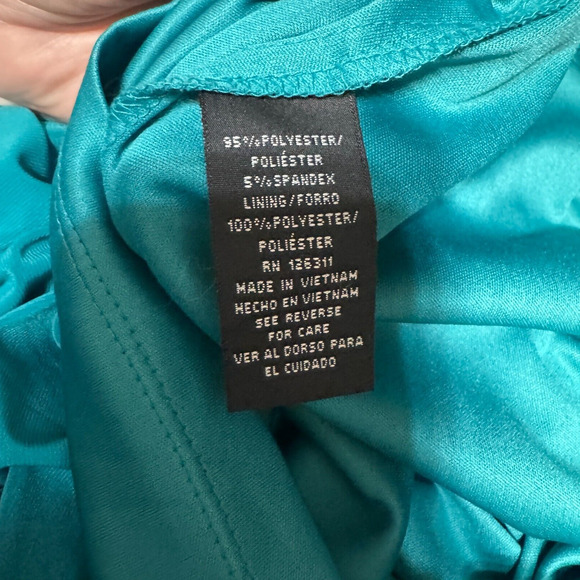 95%POLYESTER/
POLIÉSTER
5%SPANDEX
LINING/FORRO
100%POLYESTER/
POLIÉSTER
RN 126311
MADE IN VIETNAM
HECHO EN VIETNAM
SEE REVERSE
FOR CARE
VER AL DORSO PARA
EL CUIDADO